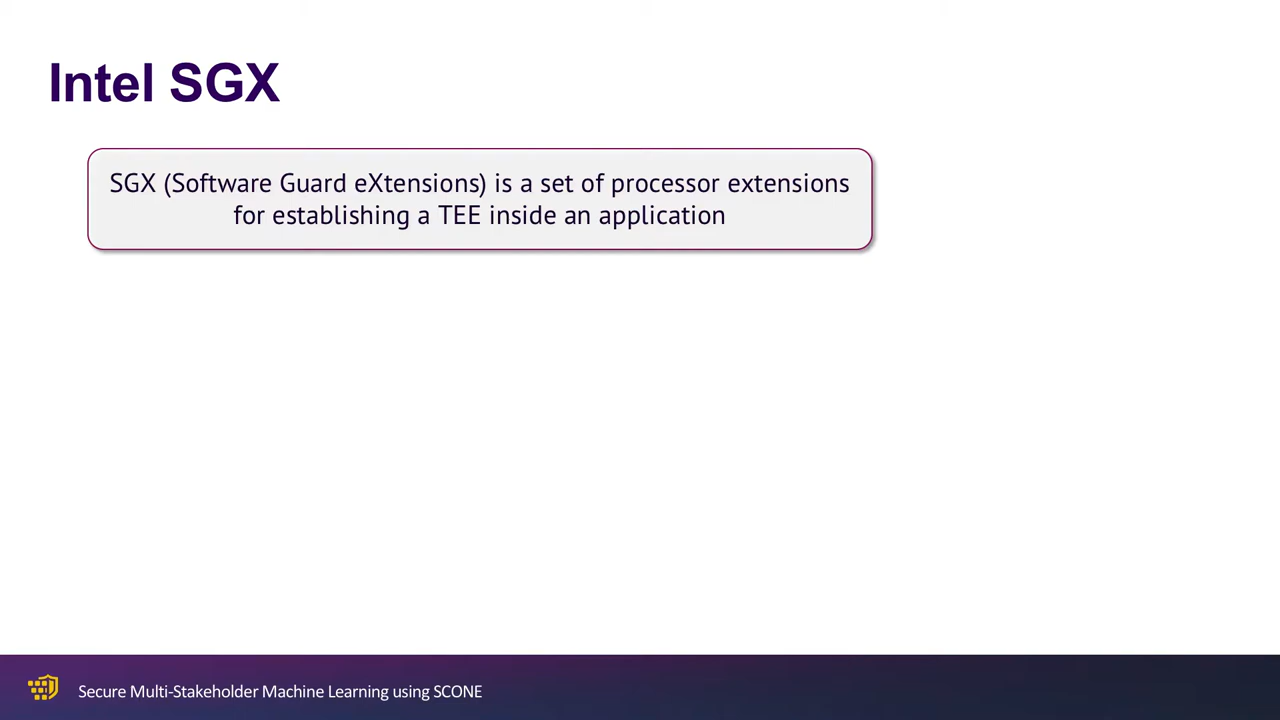 Intel SGX
SGX (Software Guard eXtensions) is a set of processor extensions
for establishing a TEE inside an application
Secure Multi-Stakeholder Machine Learning using SCONE